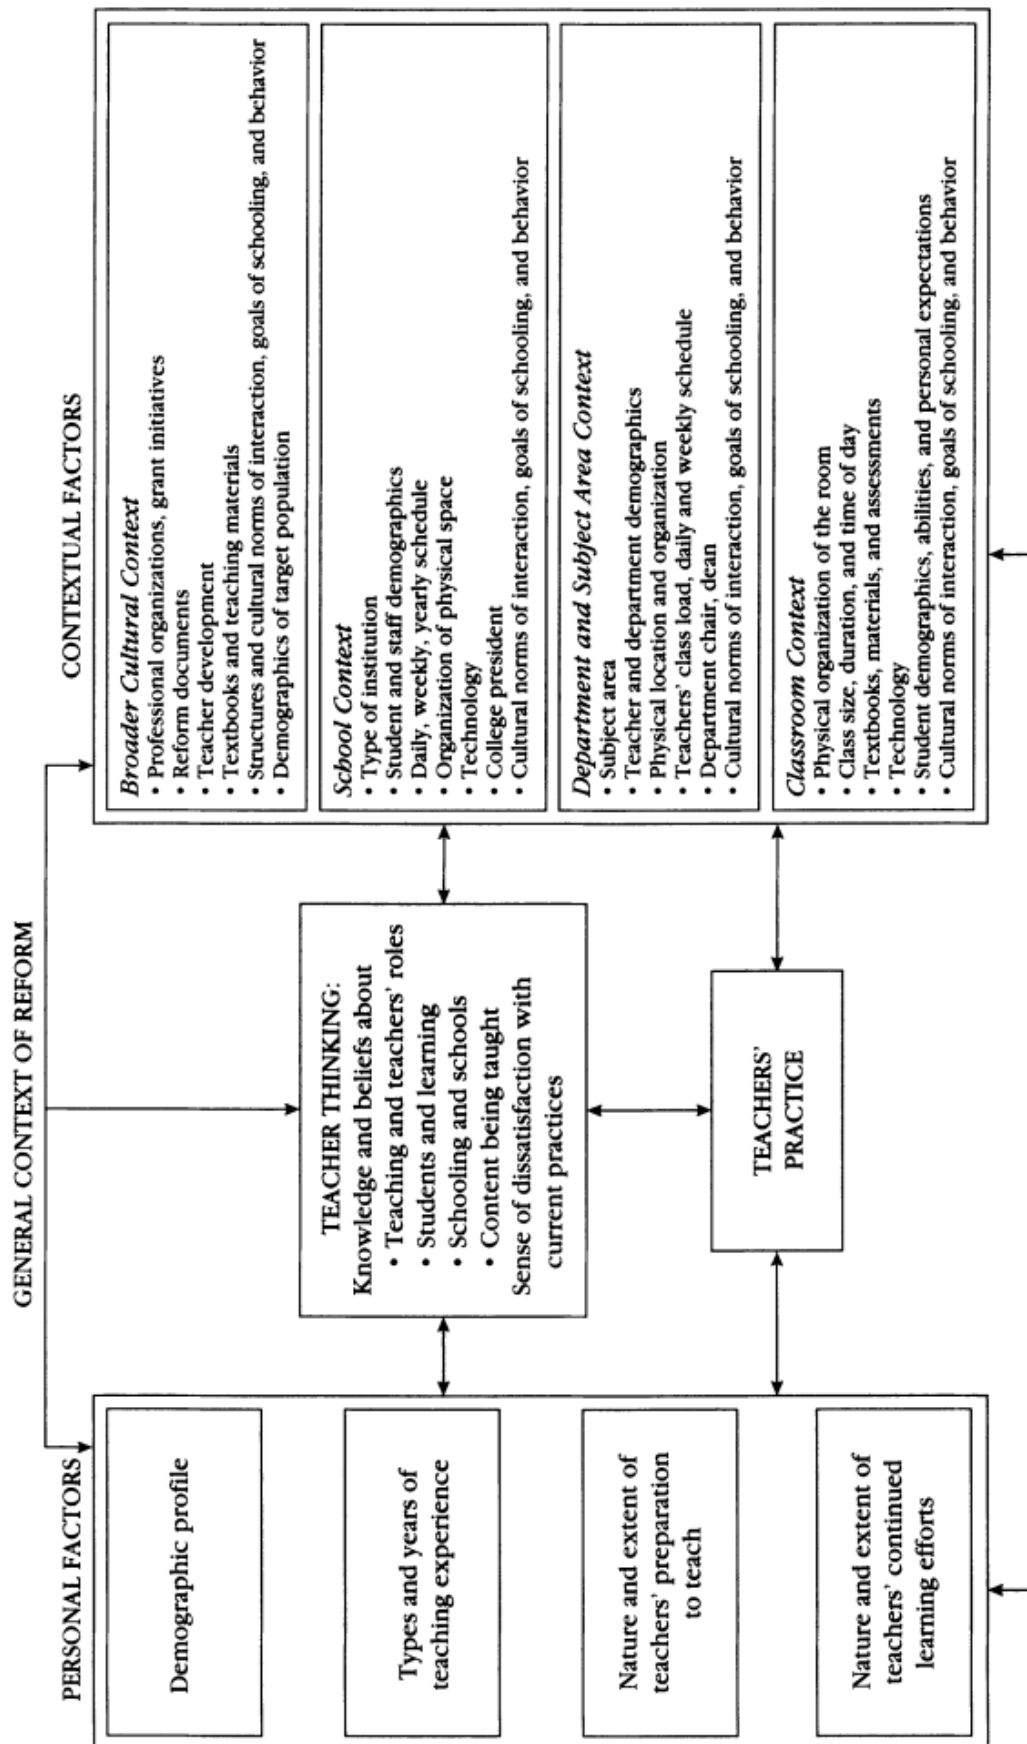 GENERAL CONTEXT OF REFORM
PERSONAL FACTORS
Demographic profile
Types and years of
teaching experience
Nature and extent of
teachers' preparation
to teach
Nature and extent of
teachers' continued
learning efforts
TEACHER THINKING:
Knowledge and beliefs about
• Teaching and teachers' roles
• Students and learning
• Schooling and schools
• Content being taught
Sense of dissatisfaction with
current practices
TEACHERS'
PRACTICE
CONTEXTUAL FACTORS
Broader Cultural Context
• Professional organizations, grant initiatives
• Reform documents
• Teacher development
• Textbooks and teaching materials
• Structures and cultural norms of interaction, goals of schooling, and behavior
• Demographics of target population
School Context
• Type of institution
• Student and staff demographics
• Daily, weekly, yearly schedule
• Organization of physical space
• Technology
• College president
• Cultural norms of interaction, goals of schooling, and behavior
Department and Subject Area Context
• Subject area
• Teacher and department demographics
• Physical location and organization
• Teachers' class load, daily and weekly schedule
• Department chair, dean
• Cultural norms of interaction, goals of schooling, and behavior
Classroom Context
• Physical organization of the room
• Class size, duration, and time of day
• Textbooks, materials, and assessments
• Technology
• Student demographics, abilities, and personal expectations
• Cultural norms of interaction, goals of schooling, and behavior